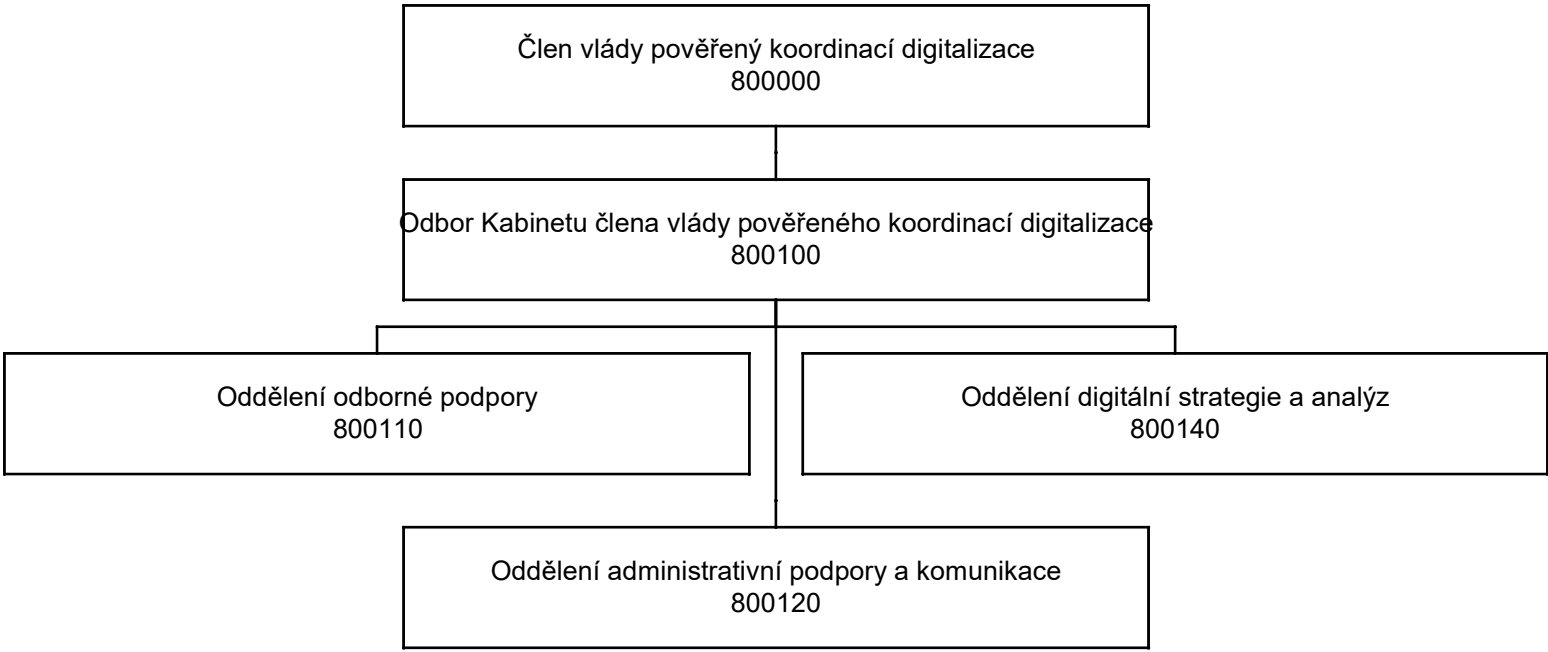 Člen vlády pověřený koordinací digitalizace
800000
Odbor Kabinetu člena vlády pověřeného koordinací digitalizace
800100
Oddělení odborné podpory
800110
Oddělení digitální strategie a analýz
800140
Oddělení administrativní podpory a komunikace
800120